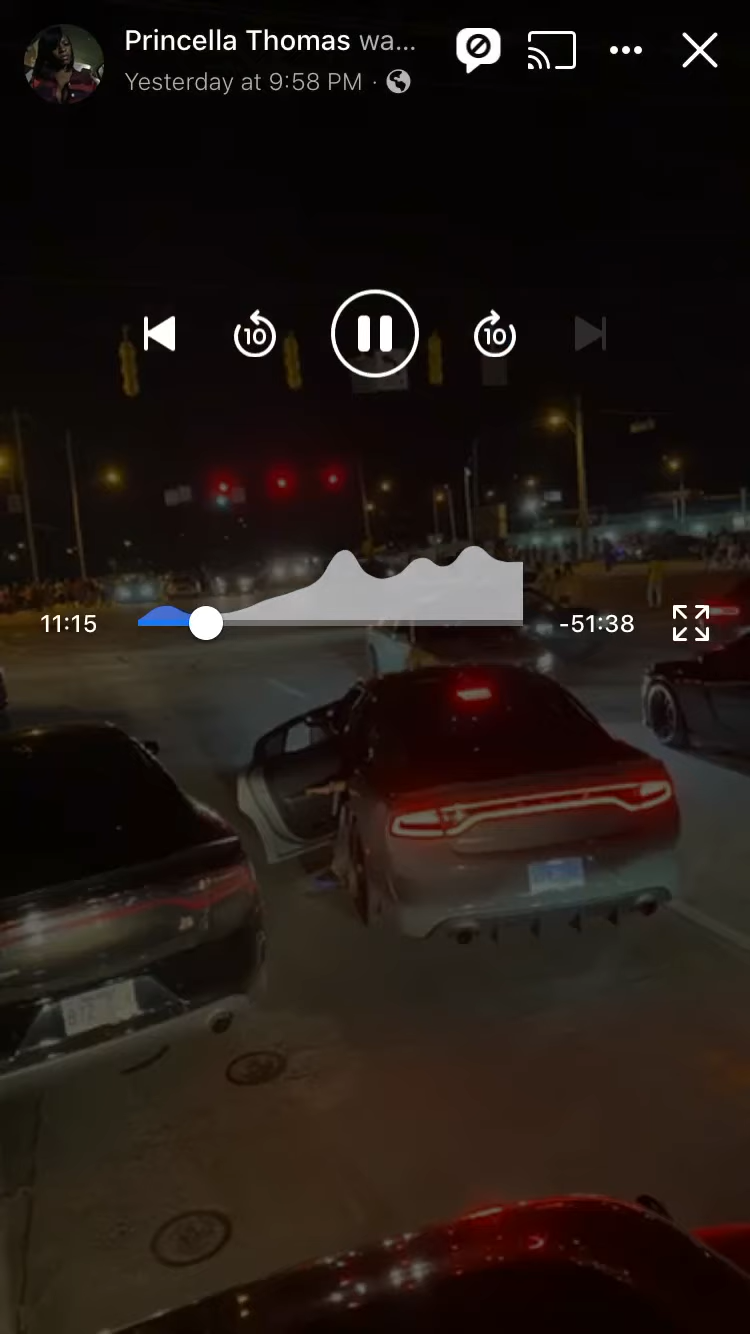 Princella Thomas wa...
Yesterday at 9:58 PM ·
10
10
11:15
-51:38